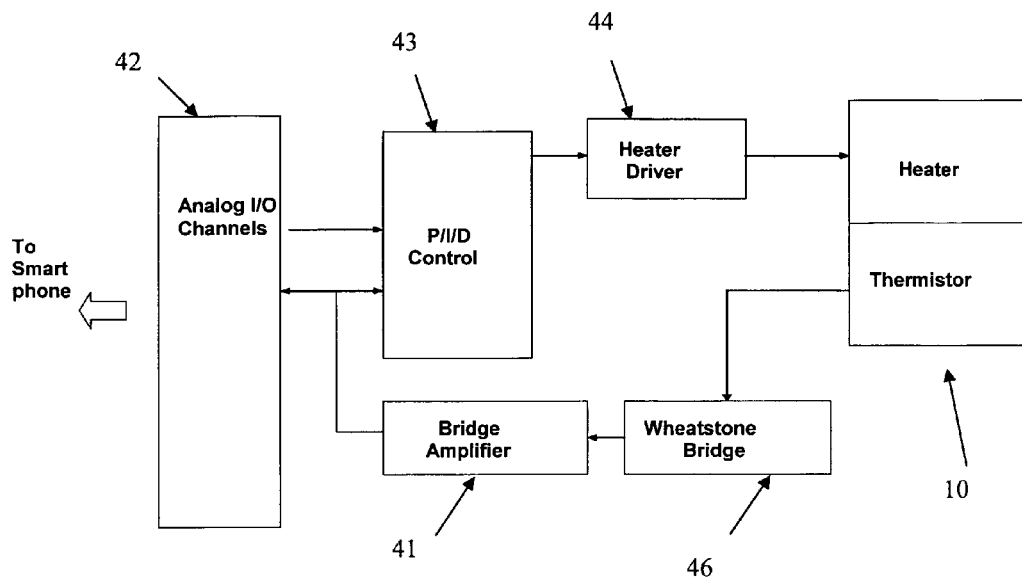 42
43
44
Analog I/O
Channels
P/I/D
Control
Heater
Driver
Heater
Thermistor
To
Smart
phone
Bridge
Amplifier
Wheatstone
Bridge
41
46
10